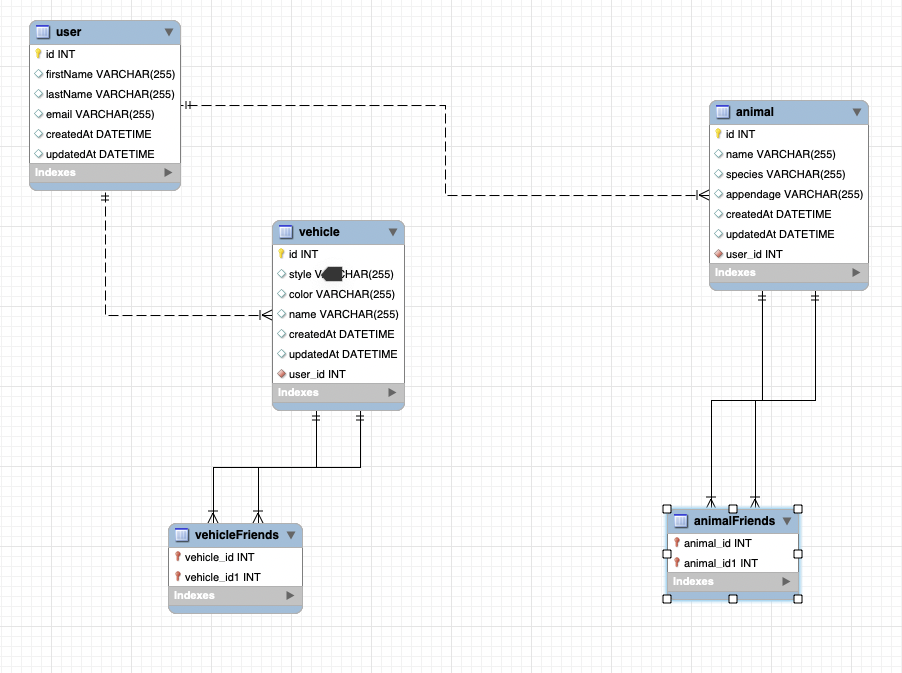 user
id INT
firstName VARCHAR(255)
lastName VARCHAR(255)
email VARCHAR(255)
createdAt DATETIME
updatedAt DATETIME
Indexes
animal
id INT
name VARCHAR(255)
species VARCHAR(255)
appendage VARCHAR(255)
createdAt DATETIME
updatedAt DATETIME
user_id INT
Indexes
vehicle
id INT
style
color VARCHAR(255)
name VARCHAR(255)
createdAt DATETIME
updatedAt DATETIME
user_id INT
Indexes
vehicleFriends
vehicle_id INT
vehicle_id1 INT
Indexes
animalFriends
animal_id INT
animal_id1 INT
Indexes